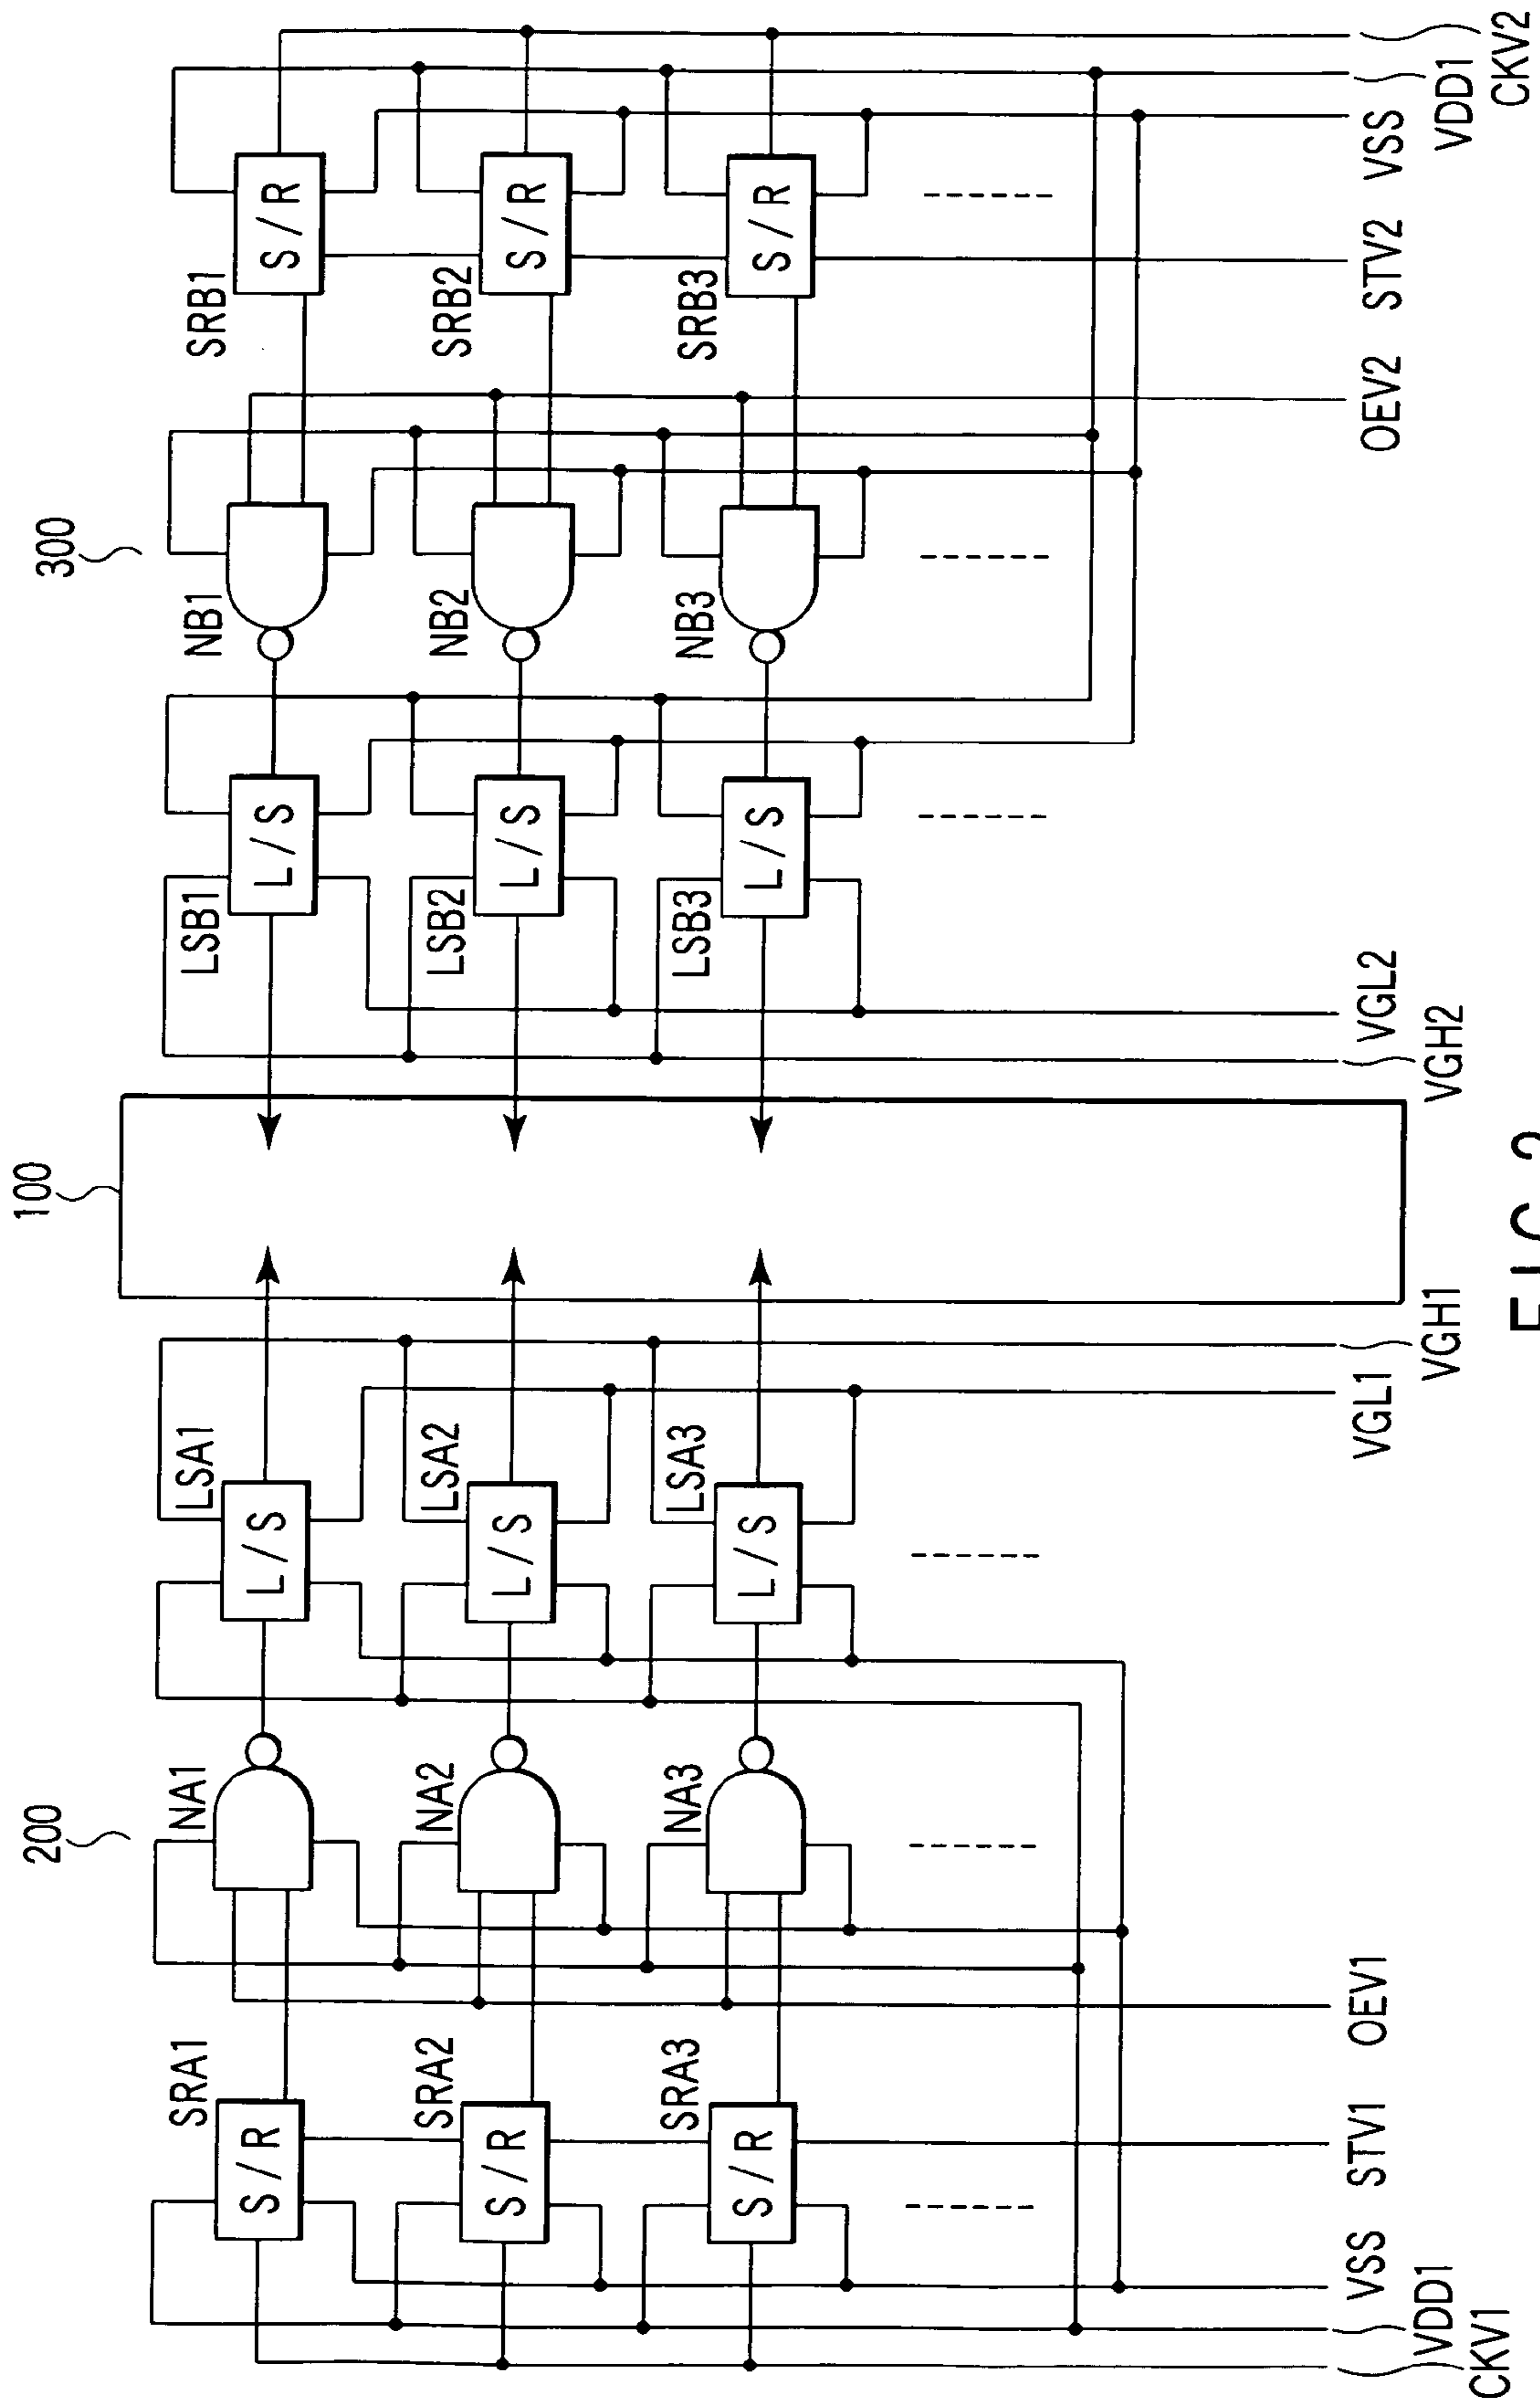 100
200
300
SRA1
NA1
LSA1
LSB1
NB1
SRB1
S/R
L/S
L/S
S/R
SRA2
NA2
LSA2
LSB2
NB2
SRB2
S/R
L/S
L/S
S/R
SRA3
NA3
LSA3
LSB3
NB3
SRB3
S/R
L/S
L/S
S/R
VSS
STV1
OEV1
VGL1
VGL2
OEV2
STV2
VSS
VDD1
VGH1
VGH2
VDD1
CKV1
CKV2